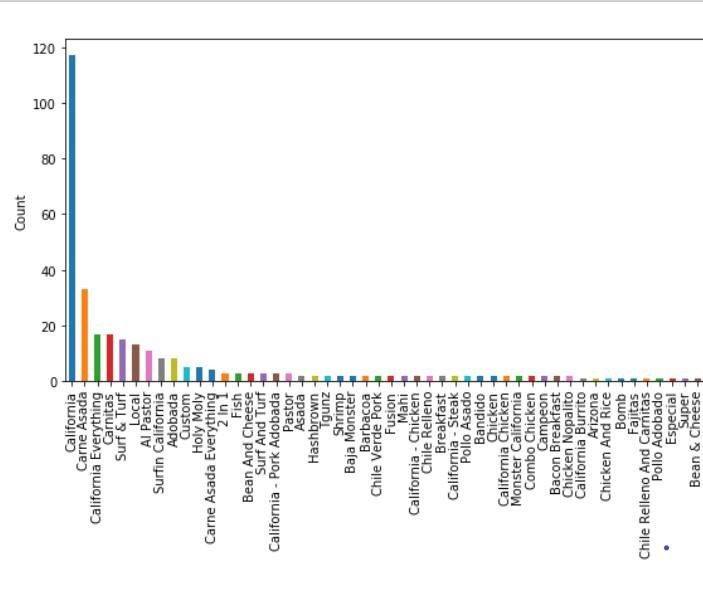 120
100
80
60
40
20
0
Count
California
Carne Asada
California Everything
Carnitas
Surf & Turf
Local
Al Pastor
Surfin California
Adobada
Custom
Holy Moly
Carne Asada Everything
2 In 1
Fish
Bean And Cheese
Surf And Turf
California - Pork Adobada
Pastor
Asada
Hashbrown
Tgunz
Shrimp
Baja Monster
Barbacoa
Chile Verde Pork
Fusion
Mahi
California - Chicken
Chile Relleno
Breakfast
California - Steak
Pollo Asado
Bandido
Chicken
California Chicken
Monster California
Combo Chicken
Campeon
Bacon Breakfast
Chicken Nopalito
California Burrito
Arizona
Chicken And Rice
Bomb
Fajitas
Chile Relleno And Carnitas
Pollo Adobado
Especial
Super
Bean & Cheese